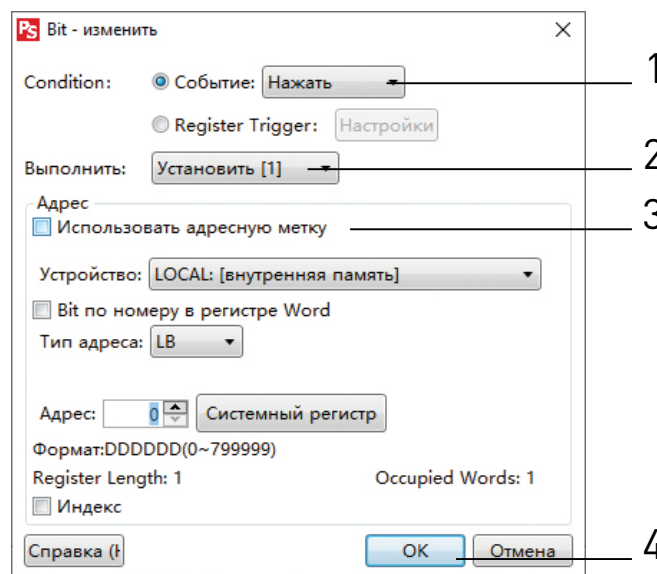 PS Bit - изменить
Condition: Событие: Нажать 1
Register Trigger: Настройки
Выполнить: Установить [1] 2
Адрес
Использовать адресную метку 3
Устройство: LOCAL: [внутренняя память]
Bit по номеру в регистре Word
Тип адреса: LB
Адрес: 0 Системный регистр
Формат:DDDDDD(0~799999)
Register Length: 1 Occupied Words: 1
Индекс
Справка ( OK Отмена 4